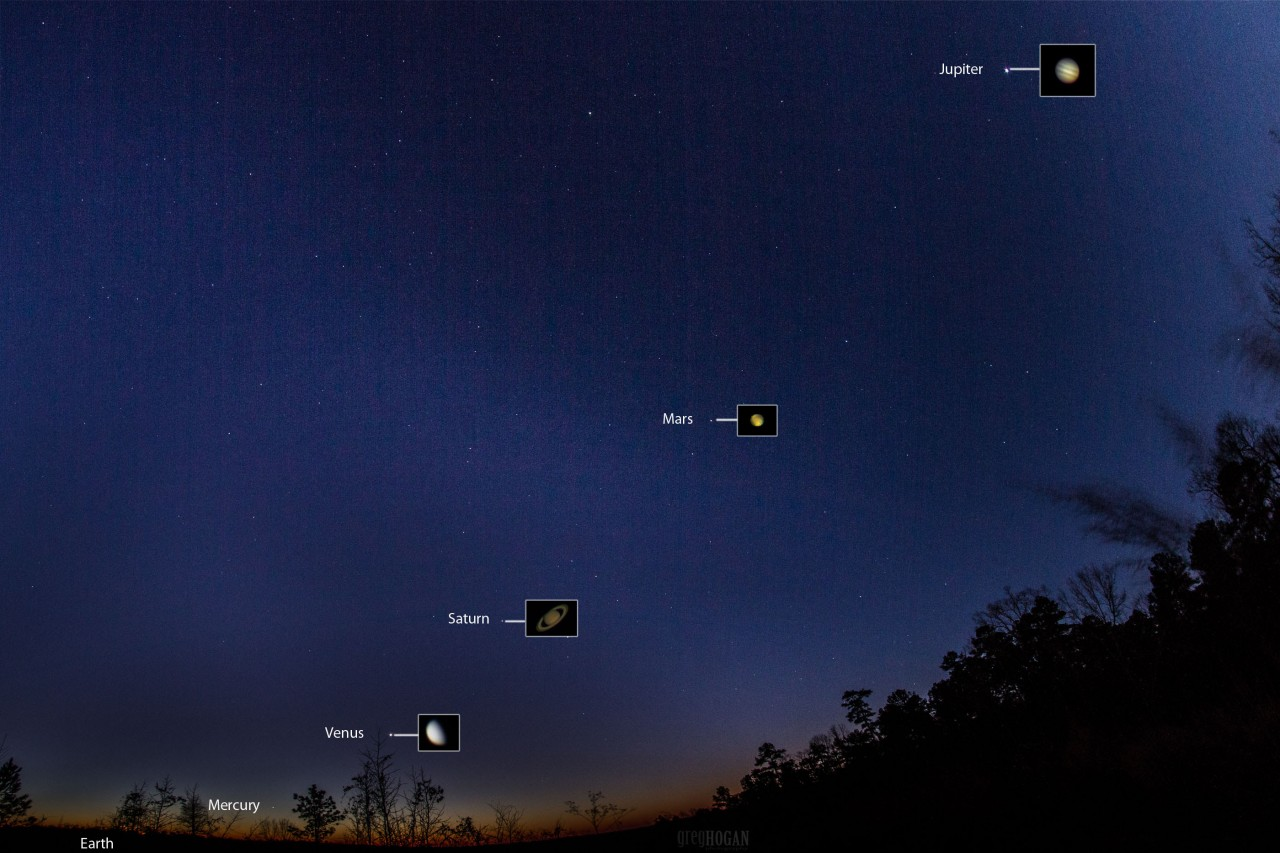 Jupiter
Mars
Saturn
Venus
Mercury
Earth
gregHOGAN